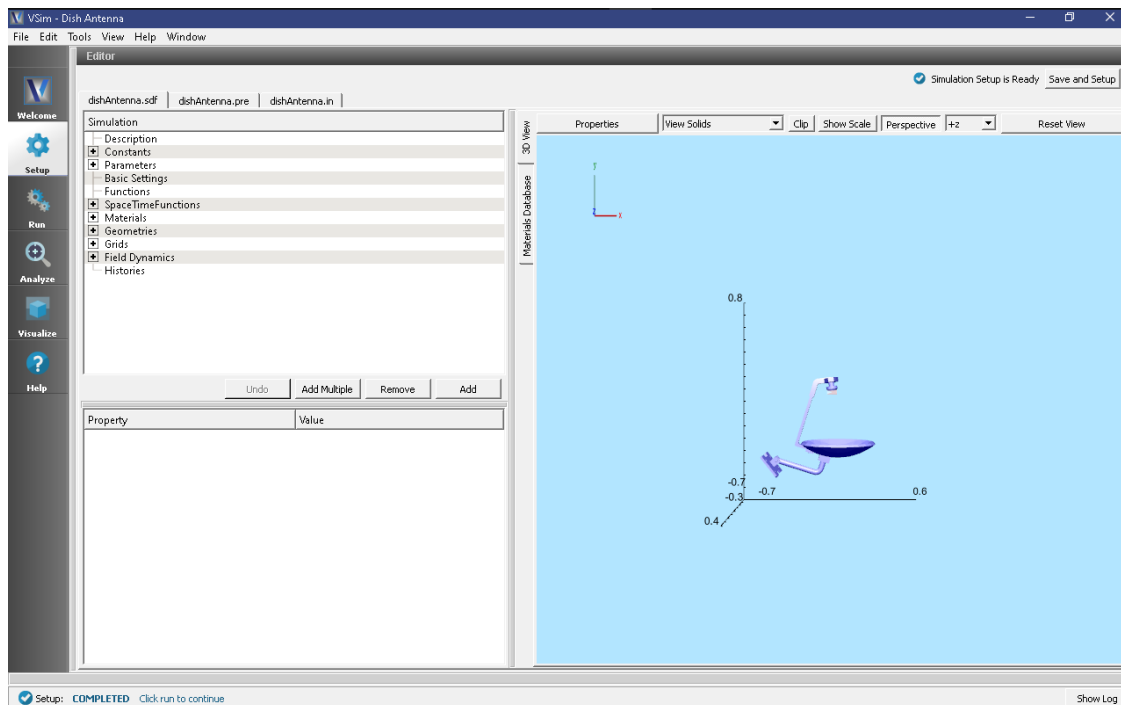 VSim - Dish Antenna
File Edit Tools View Help Window
Editor
Simulation Setup is Ready Save and Setup
dishAntenna.sdf dishAntenna.pre dishAntenna.in
Welcome
Setup
Run
Analyze
Visualize
Help
Simulation
Description
Constants
Parameters
Basic Settings
Functions
SpaceTimeFunctions
Materials
Geometries
Grids
Field Dynamics
Histories
Undo Add Multiple Remove Add
Property Value
3D View
Materials Database
Properties View Solids Clip Show Scale Perspective +z Reset View
y
z x
0.8
-0.7
-0.3 -0.7 0.6
0.4
Setup: COMPLETED Click run to continue Show Log